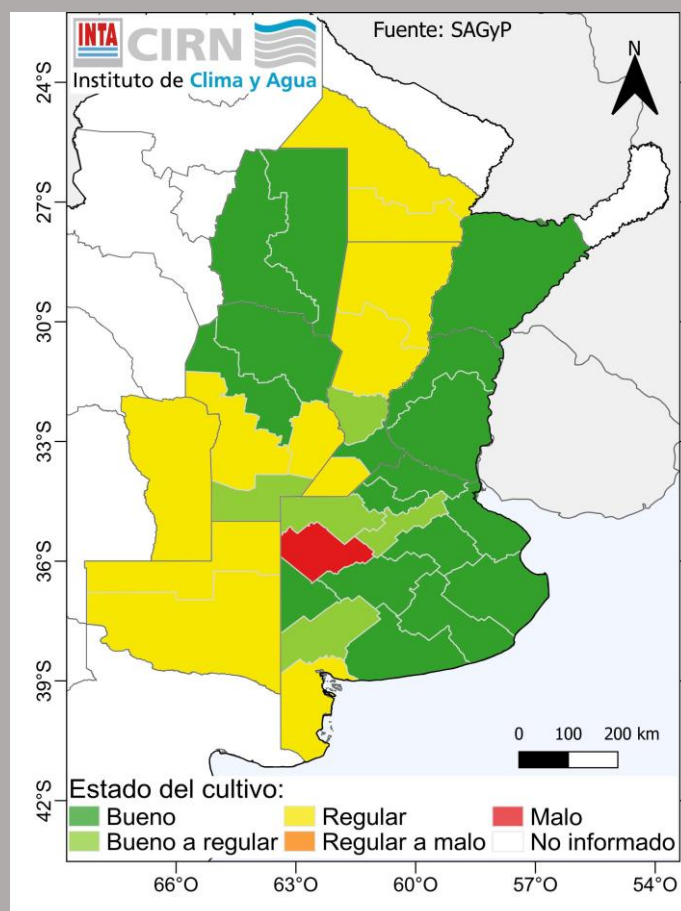 INTA
CIRN
Instituto de Clima y Agua
Fuente: SAGyP
N
24°S
27°S
30°S
33°S
36°S
39°S
42°S
0 100 200 km
Estado del cultivo:
Bueno
Regular
Malo
Bueno a regular
Regular a malo
No informado
66°O
63°O
60°O
57°O
54°O